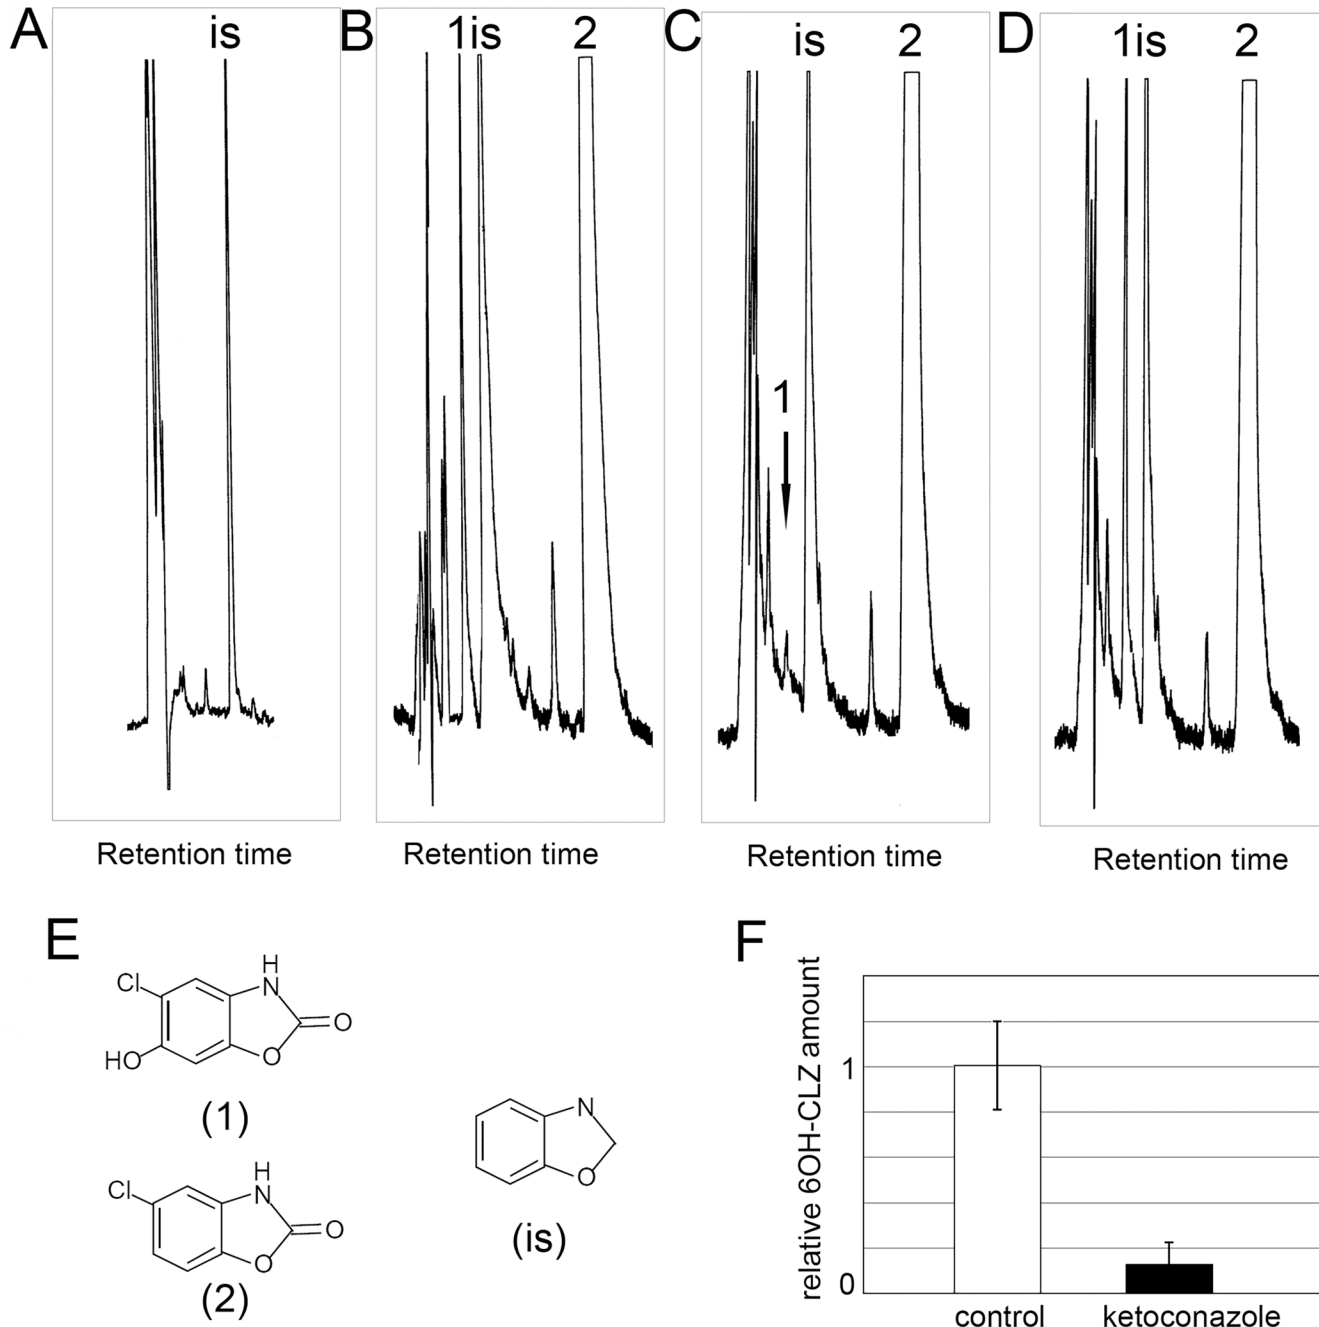 A is
B 1is 2
C is 2
D 1is 2
1
Retention time
Retention time
Retention time
Retention time
E
H
Cl N
O
HO O
(1)
H
Cl N
O
O
(2)
N
O
(is)
F
relative 6OH-CLZ amount
1
0
control ketoconazole